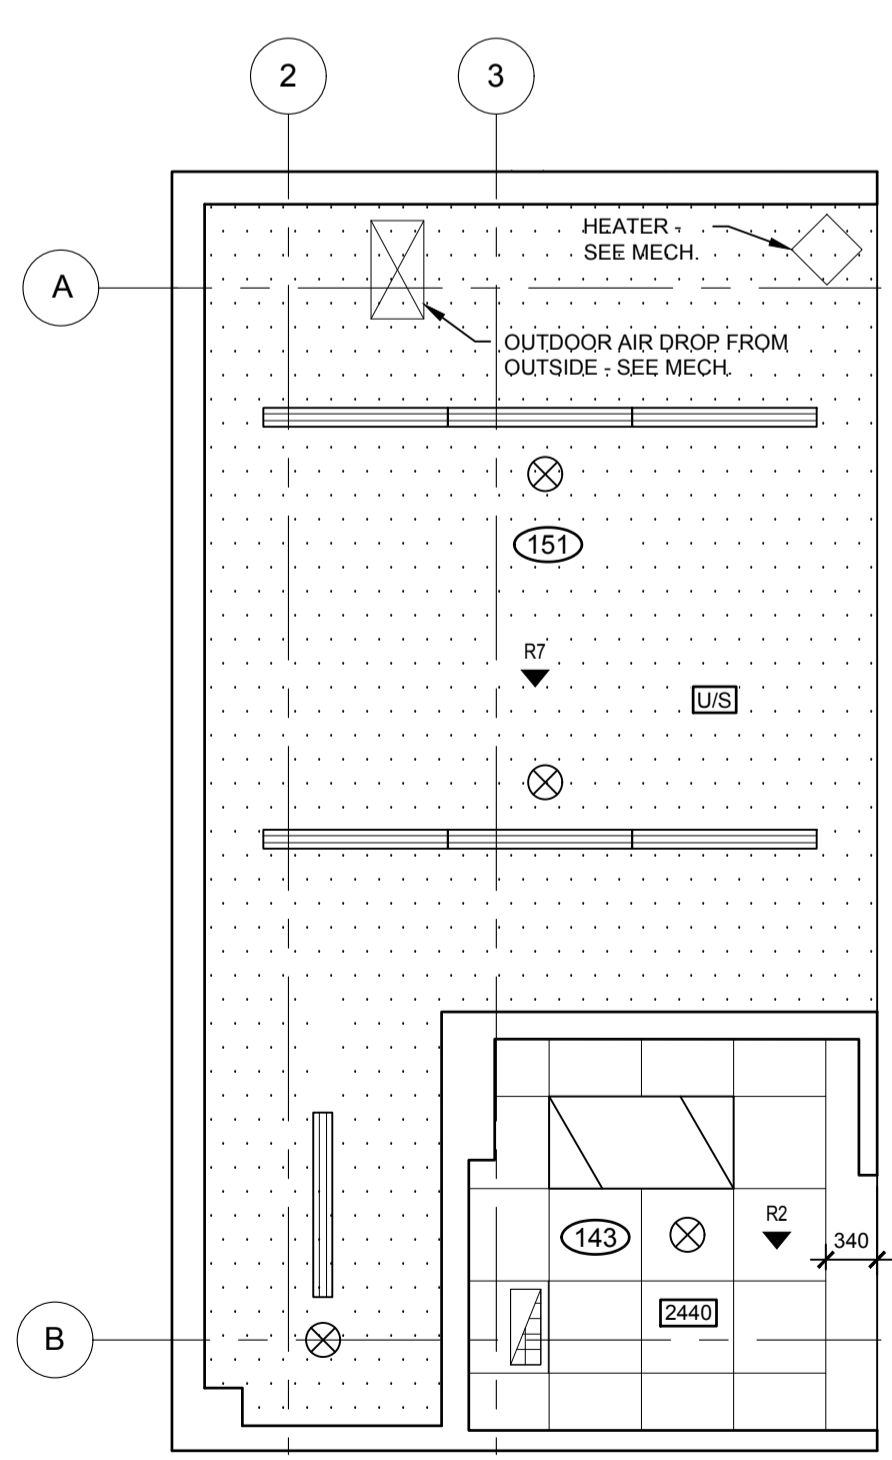 2
3
HEATER -
SEE MECH.
A
OUTDOOR AIR DROP FROM
OUTSIDE - SEE MECH.
151
R7
U/S
R2
143
340
2440
B